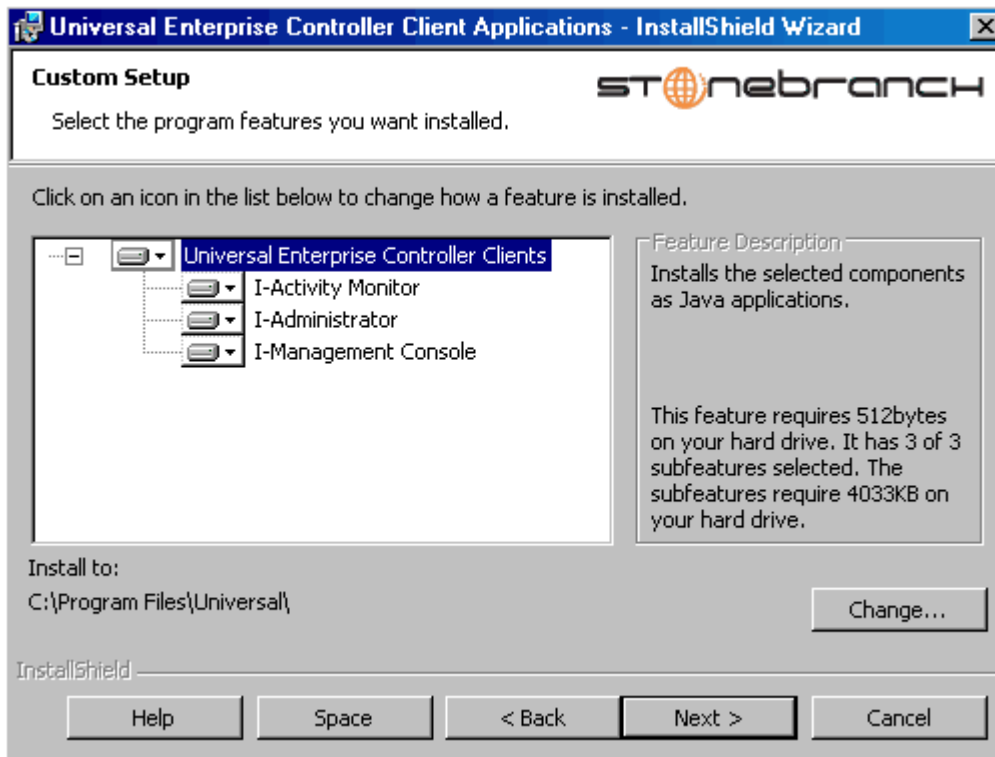 Universal Enterprise Controller Client Applications - InstallShield Wizard
Custom Setup
STONEBRANCH
Select the program features you want installed.
Click on an icon in the list below to change how a feature is installed.
Universal Enterprise Controller Clients
I-Activity Monitor
I-Administrator
I-Management Console
Feature Description
Installs the selected components
as Java applications.
This feature requires 512bytes
on your hard drive. It has 3 of 3
subfeatures selected. The
subfeatures require 4033KB on
your hard drive.
Install to:
C:\Program Files\Universal\
Change...
InstallShield
Help
Space
< Back
Next >
Cancel